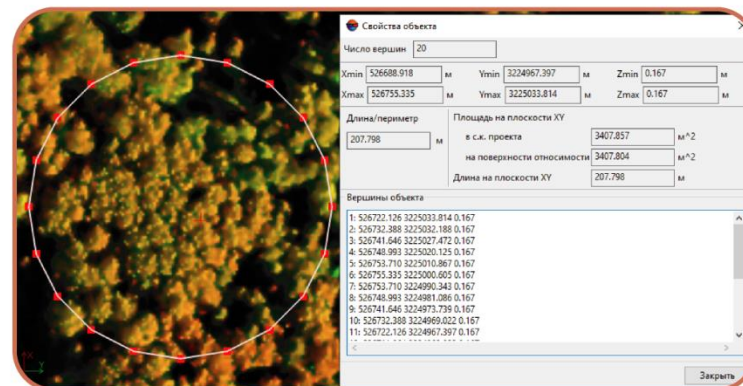 Свойства объекта
Число вершин 20
Xmin 526688.918 м Ymin 3224967.397 м Zmin 0.167 м
Xmax 526755.335 м Ymax 3225033.814 м Zmax 0.167 м
Длина/периметр
207.798 м
Площадь на плоскости XY
в с.к. проекта 3407.857 м^2
на поверхности относимости 3407.804 м^2
Длина на плоскости XY 207.798 м
Вершины объекта
1: 526722.126 3225033.814 0.167
2: 526732.388 3225032.188 0.167
3: 526741.646 3225027.472 0.167
4: 526748.993 3225020.125 0.167
5: 526753.710 3225010.867 0.167
6: 526755.335 3225000.605 0.167
7: 526753.710 3224990.343 0.167
8: 526748.993 3224981.086 0.167
9: 526741.646 3224973.739 0.167
10: 526732.388 3224969.022 0.167
11: 526722.126 3224967.397 0.167
Закрыть
X
Y